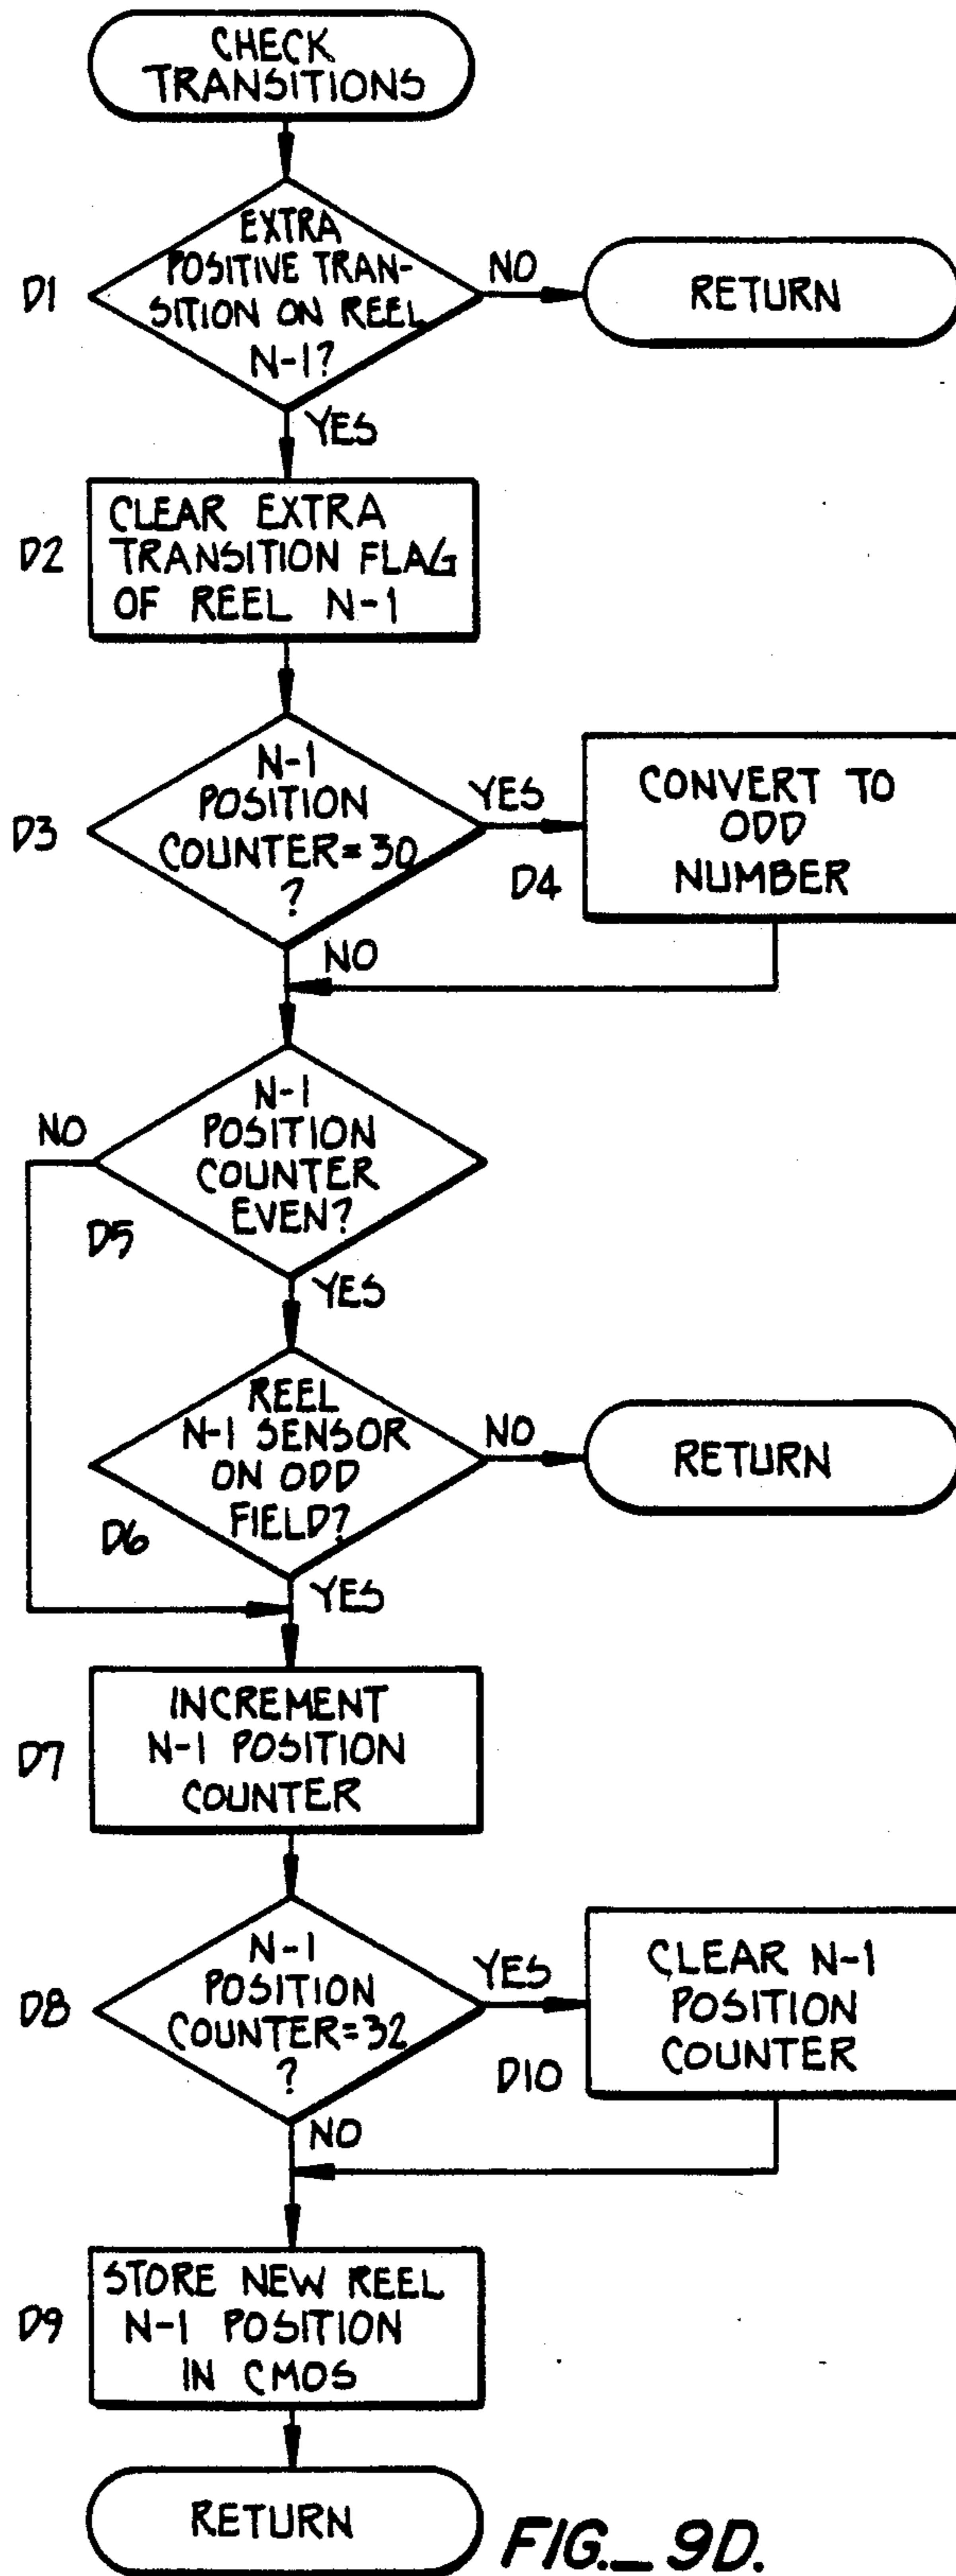 CHECK
TRANSITIONS
D1
EXTRA
POSITIVE TRAN-
SITION ON REEL
N-1?
NO
RETURN
YES
D2
CLEAR EXTRA
TRANSITION FLAG
OF REEL N-1
D3
N-1
POSITION
COUNTER=30
?
YES
D4
CONVERT TO
ODD
NUMBER
NO
N-1
POSITION
COUNTER
EVEN?
NO
D5
YES
REEL
N-1 SENSOR
ON ODD
FIELD?
NO
RETURN
D6
YES
D7
INCREMENT
N-1 POSITION
COUNTER
D8
N-1
POSITION
COUNTER=32
?
YES
D10
CLEAR N-1
POSITION
COUNTER
NO
D9
STORE NEW REEL
N-1 POSITION
IN CMOS
RETURN
FIG._9D.